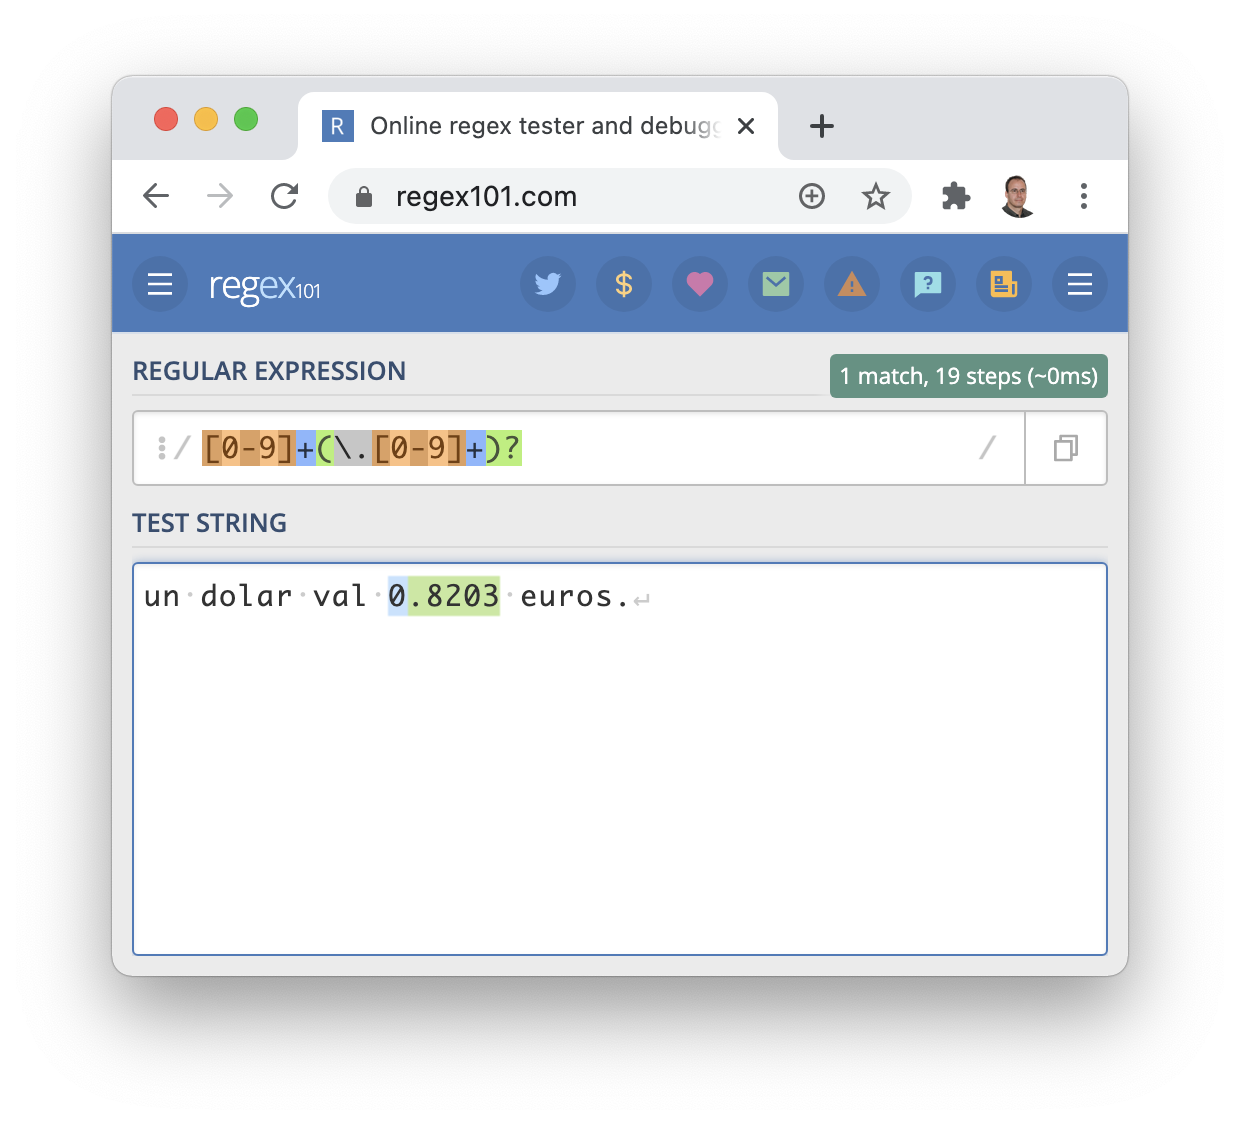 R Online regex tester and debugg
regex101.com
regex101 $
REGULAR EXPRESSION
1 match, 19 steps (~0ms)
/ [0-9]+(\.[0-9]+)? /
TEST STRING
un·dolar·val·0.8203·euros.↵